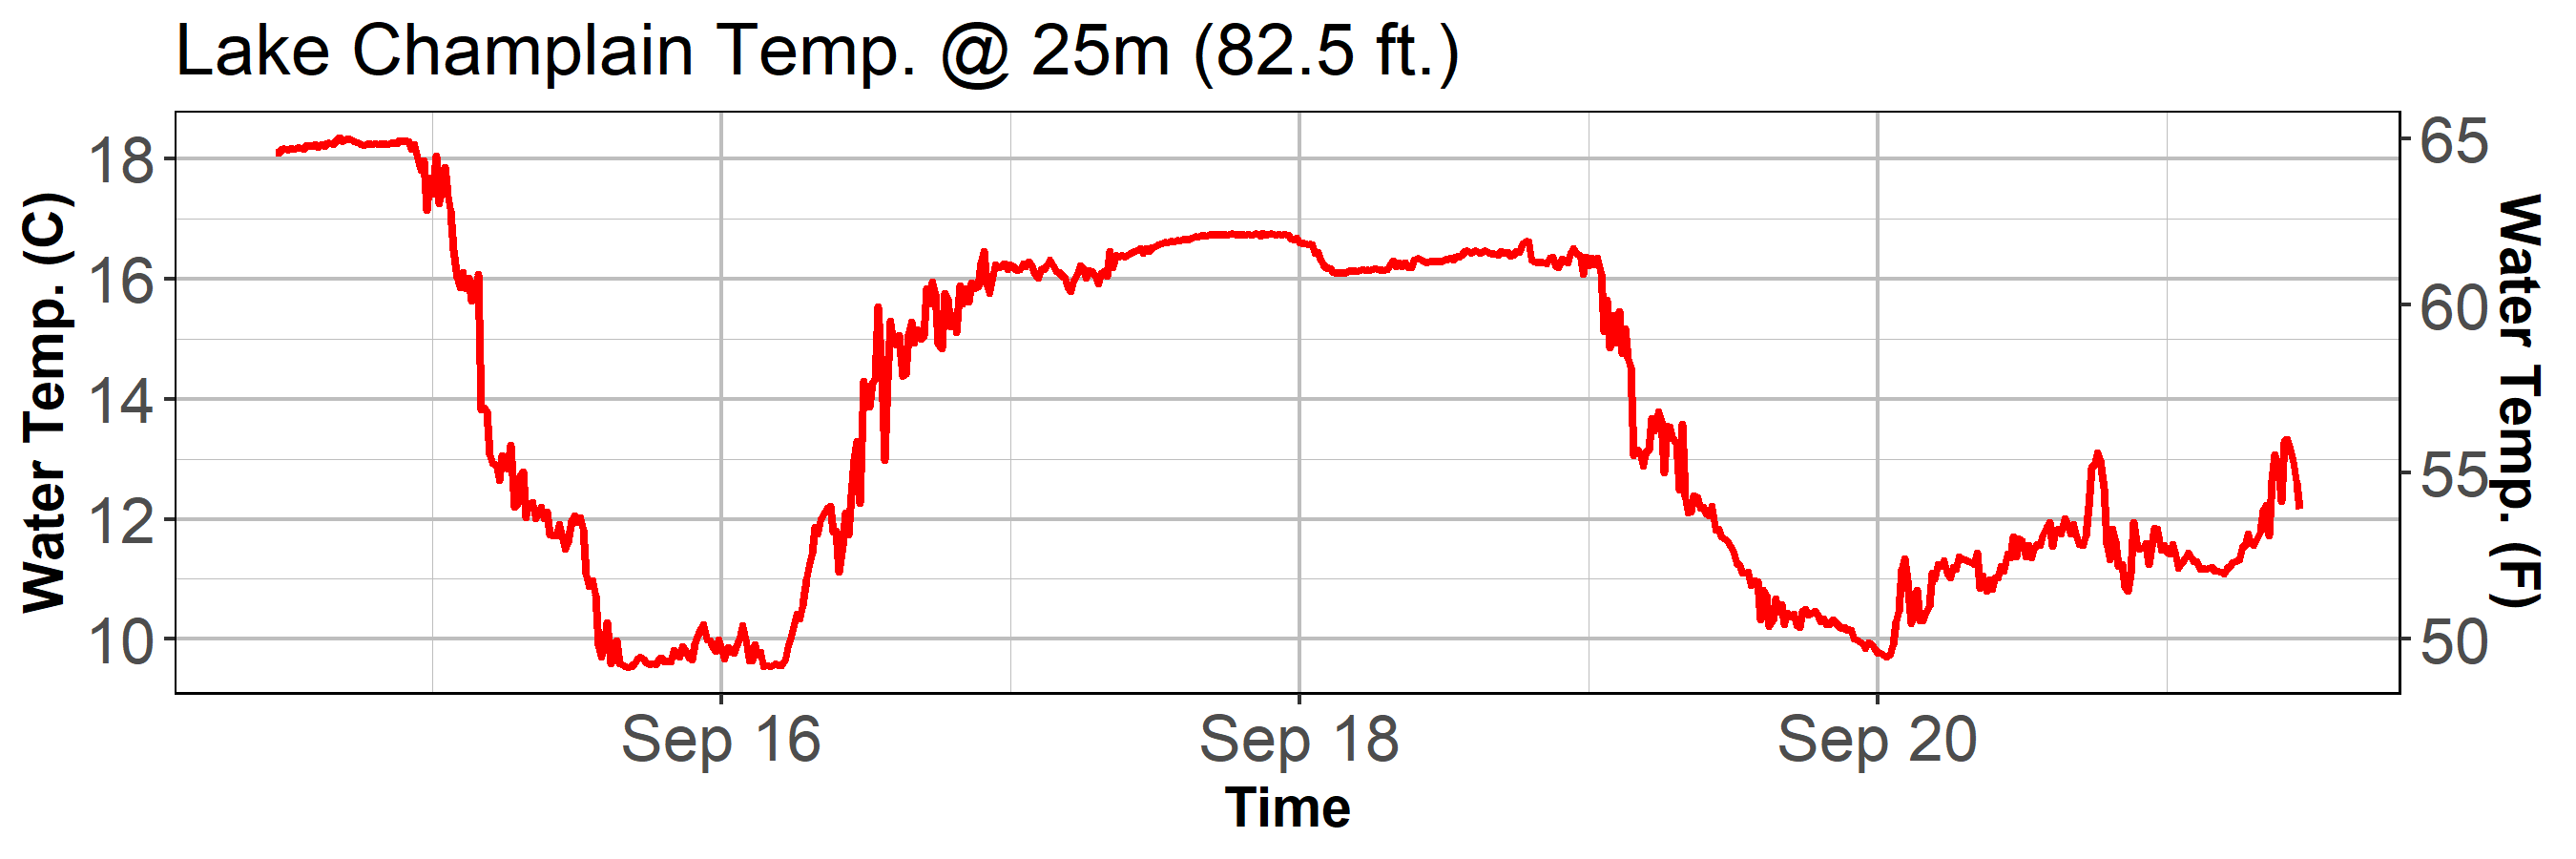 Lake Champlain Temp. @ 25m (82.5 ft.)
Water Temp. (C)
18
16
14
12
10
65
60
55
50
Water Temp. (F)
Sep 16
Sep 18
Sep 20
Time